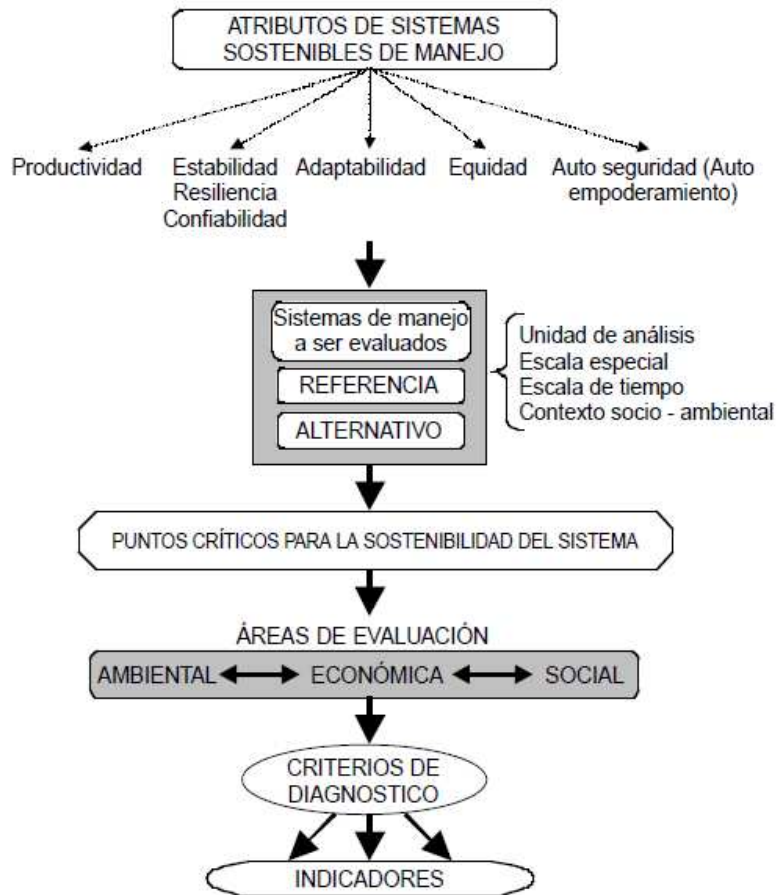 ATRIBUTOS DE SISTEMAS
SOSTENIBLES DE MANEJO
Productividad
Estabilidad
Resiliencia
Confiabilidad
Adaptabilidad
Equidad
Auto seguridad (Auto
empoderamiento)
Sistemas de manejo
a ser evaluados
REFERENCIA
ALTERNATIVO
Unidad de análisis
Escala especial
Escala de tiempo
Contexto socio - ambiental
PUNTOS CRÍTICOS PARA LA SOSTENIBILIDAD DEL SISTEMA
ÁREAS DE EVALUACIÓN
AMBIENTAL
ECONÓMICA
SOCIAL
CRITERIOS DE
DIAGNOSTICO
INDICADORES